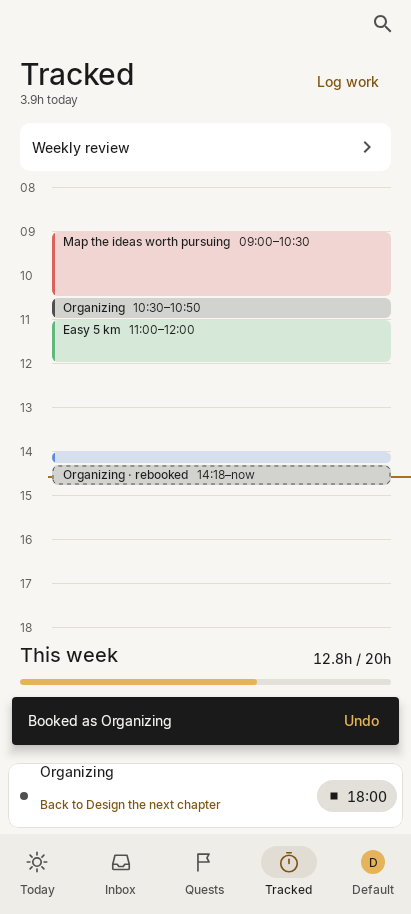 Tracked
Log work
3.9h today
Weekly review
08
09
Map the ideas worth pursuing 09:00–10:30
10
Organizing 10:30–10:50
11
Easy 5 km 11:00–12:00
12
13
14
Organizing · rebooked 14:18–now
15
16
17
18
This week
12.8h / 20h
Booked as Organizing
Undo
Organizing
Back to Design the next chapter
18:00
D
Today
Inbox
Quests
Tracked
Default